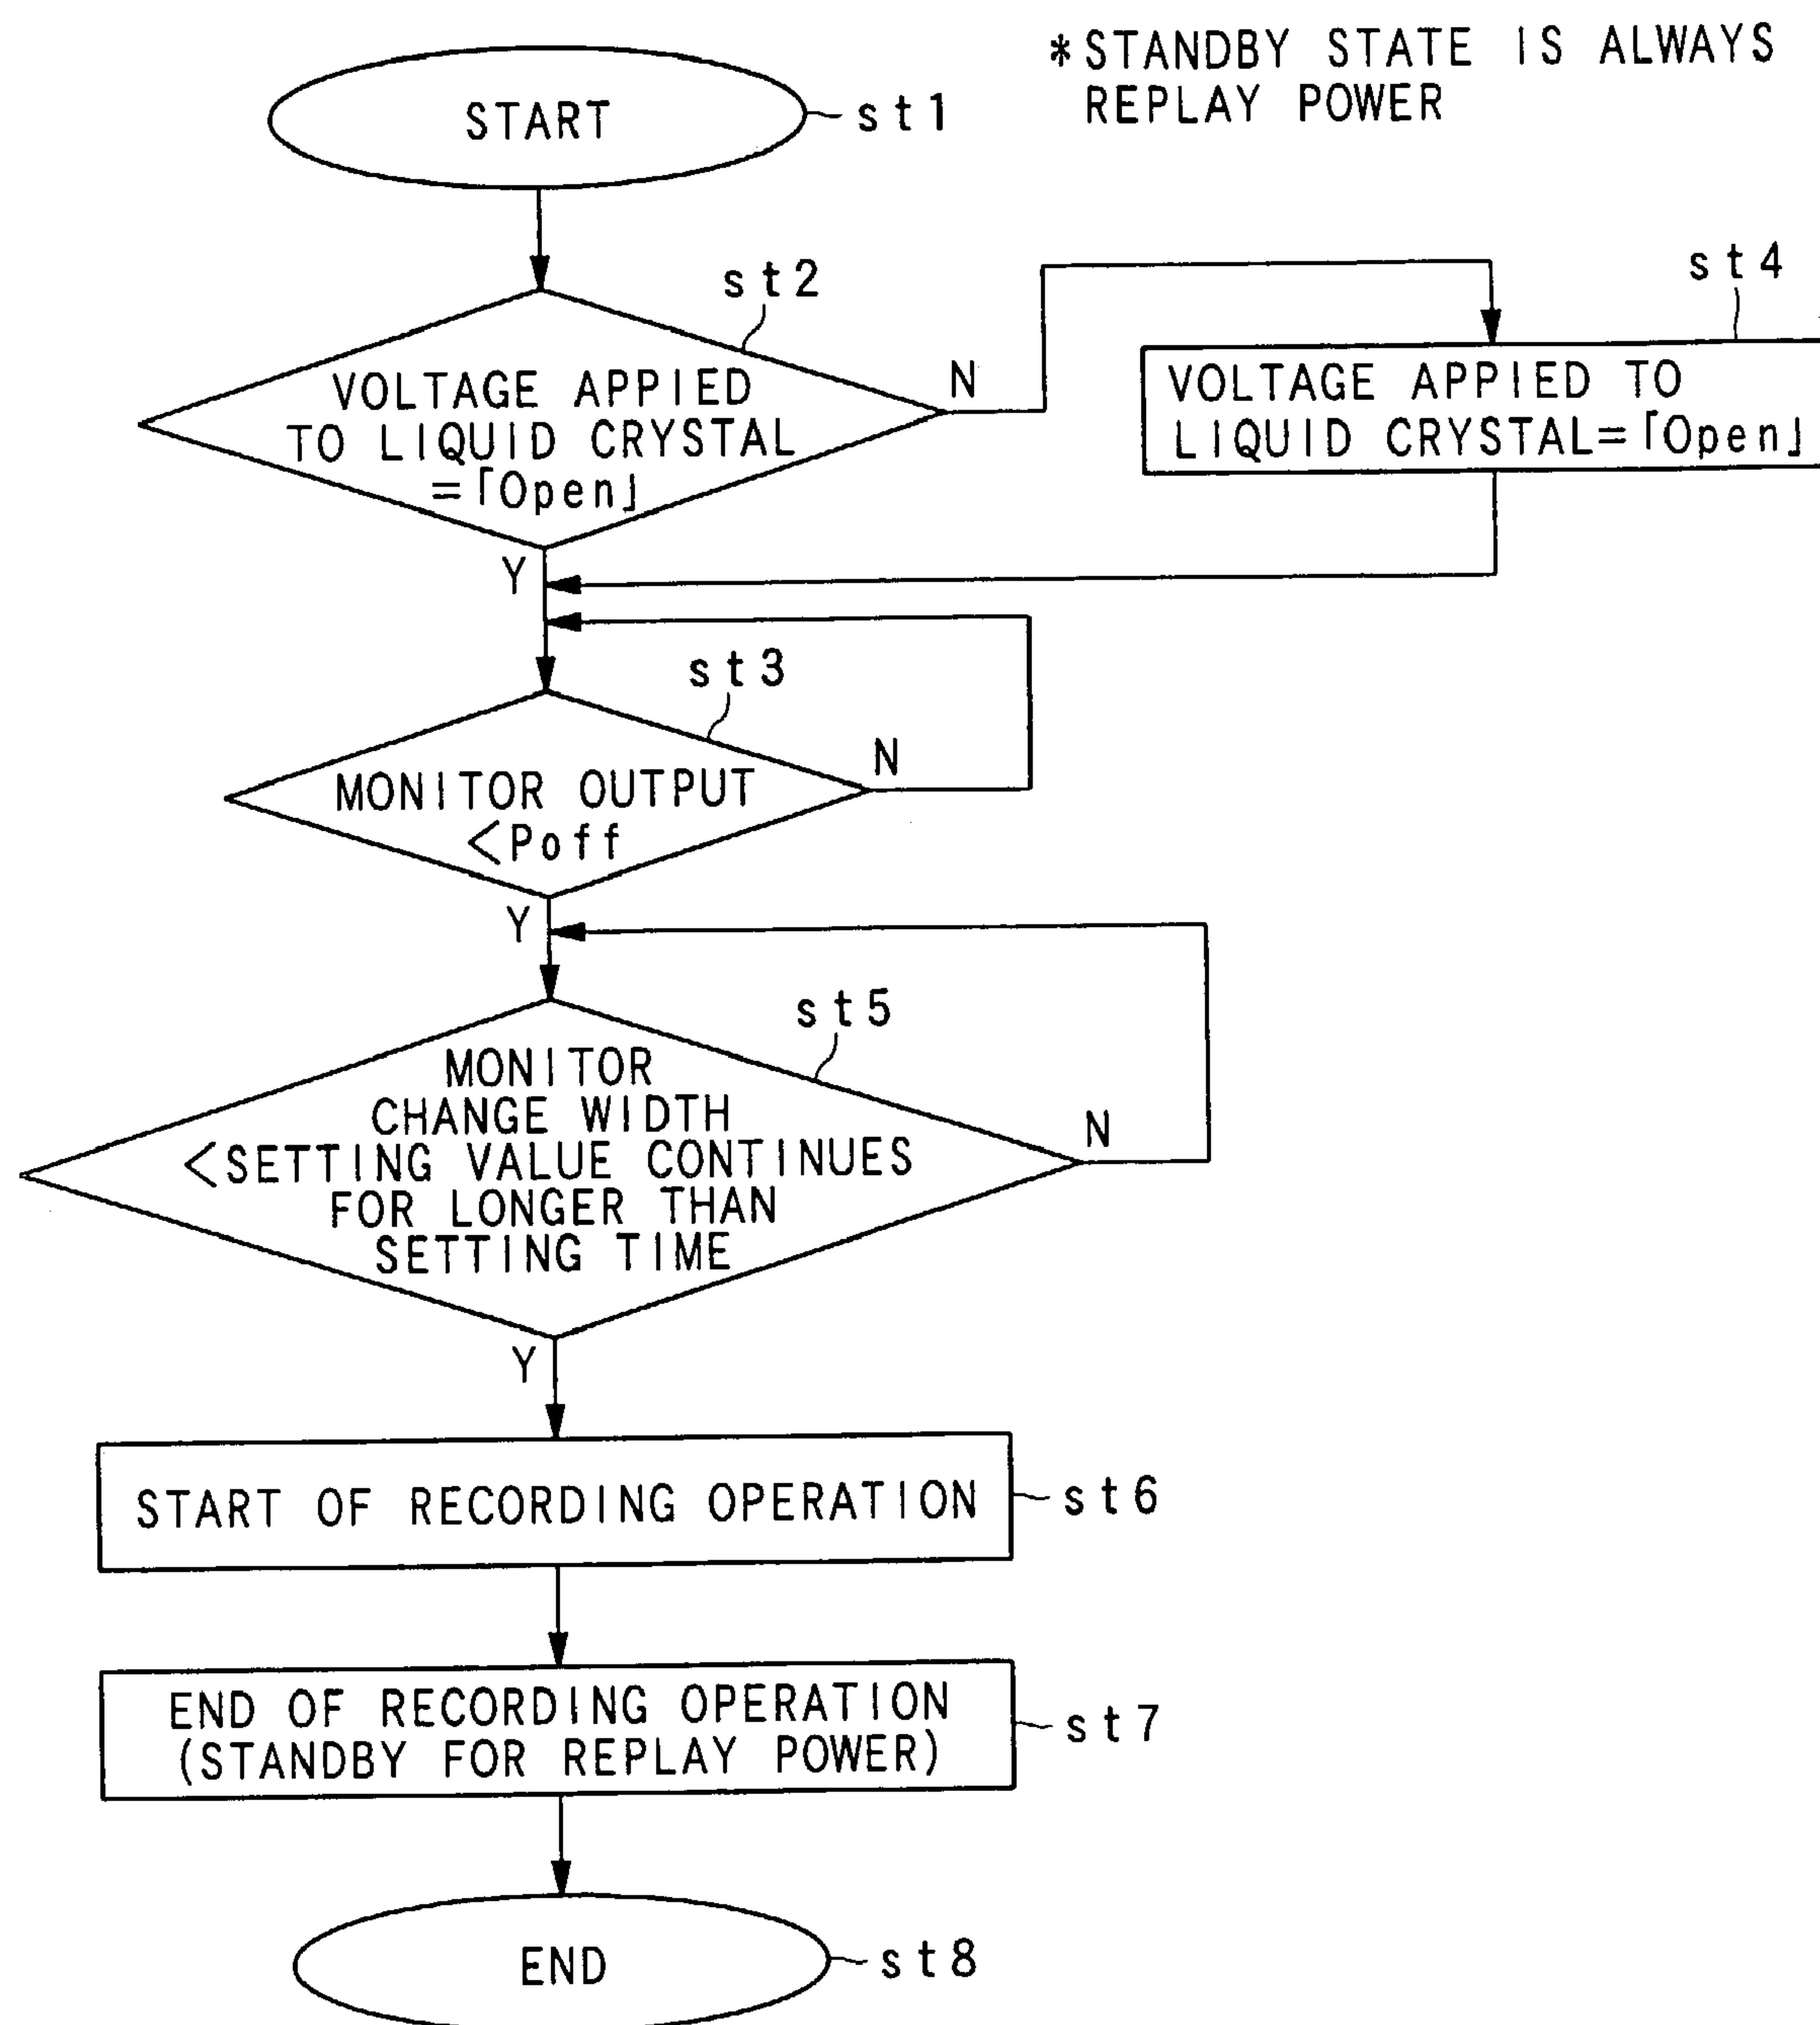 *STANDBY STATE IS ALWAYS
REPLAY POWER
START
st1
st2
VOLTAGE APPIED
TO LIQUID CRYSTAL
=「Open」
N
Y
st4
VOLTAGE APPIED TO
LIQUID CRYSTAL=「Open」
st3
MONITOR OUTPUT
<Poff
N
Y
st5
MONITOR
CHANGE WIDTH
<SETTING VALUE CONTINUES
FOR LONGER THAN
SETTING TIME
N
Y
START OF RECORDING OPERATION
st6
END OF RECORDING OPERATION
(STANDBY FOR REPLAY POWER)
st7
END
st8